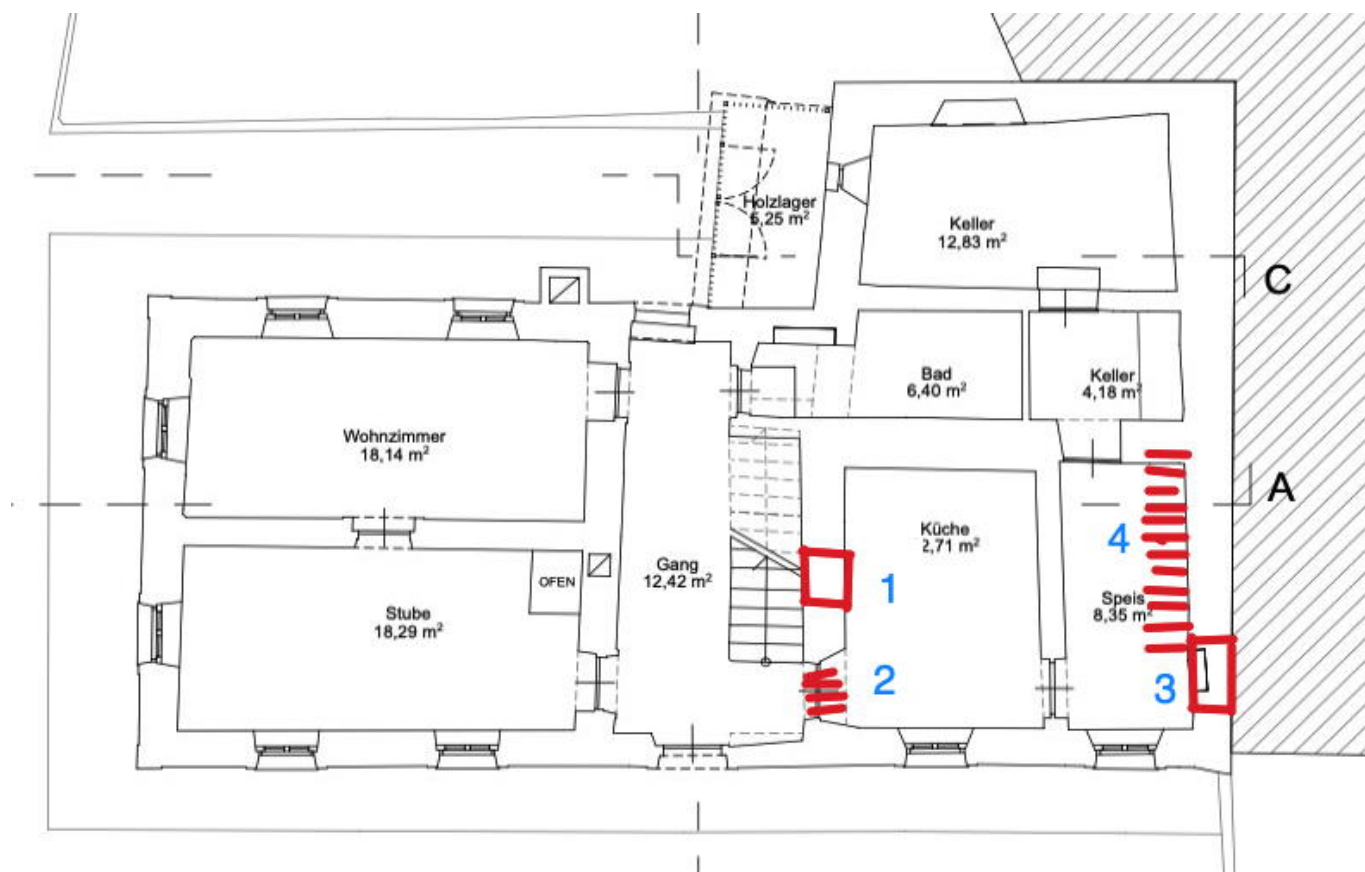 Holzlager
5,25 m²
Keller
12,83 m²
C
Bad
6,40 m²
Keller
4,18 m²
Wohnzimmer
18,14 m²
A
Küche
2,71 m²
4
Gang
12,42 m²
OFEN
1
Speis
8,35 m²
Stube
18,29 m²
2
3